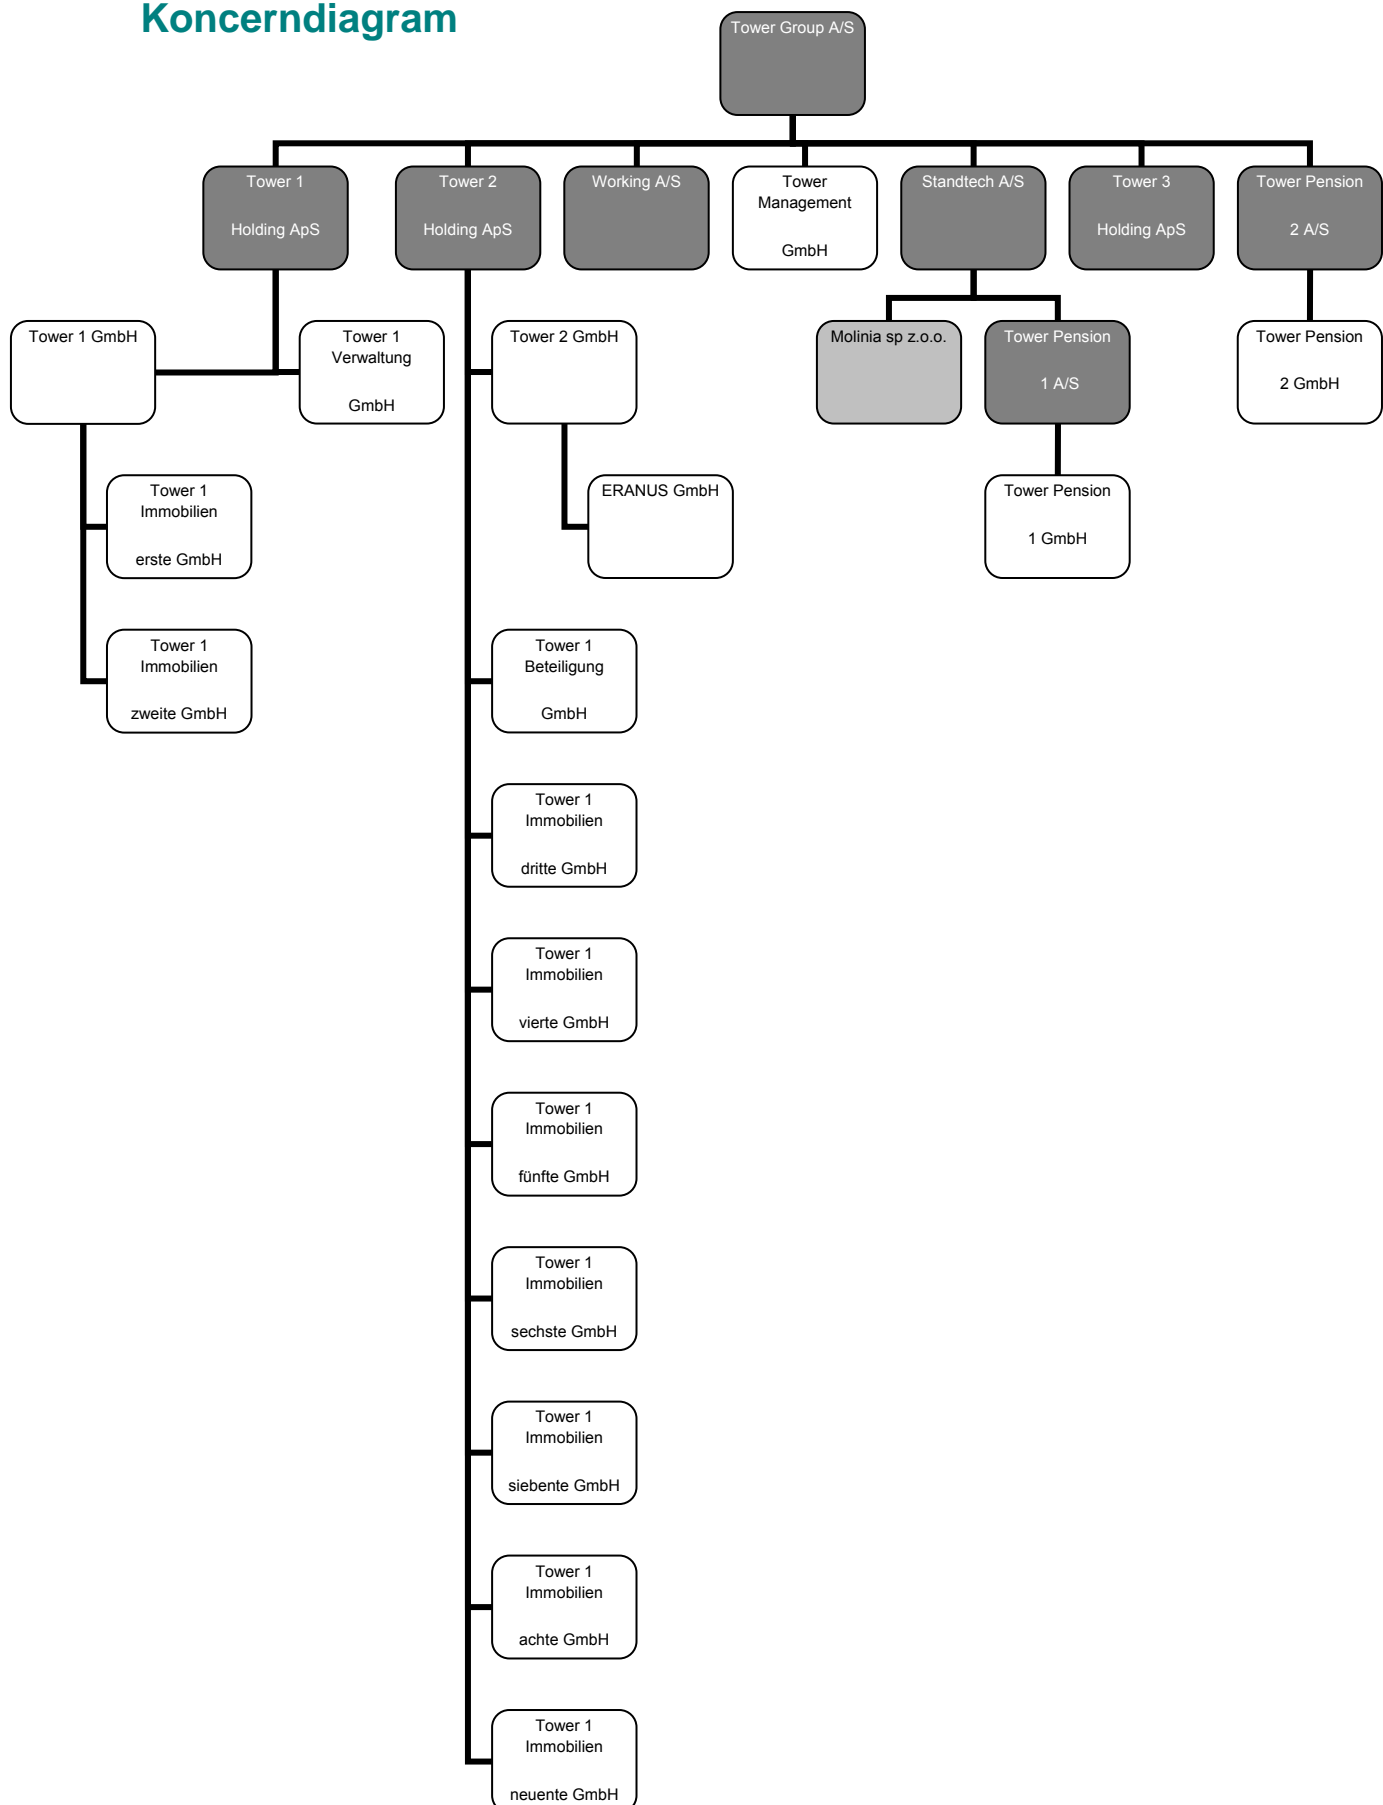 Koncerndiagram
Tower Group A/S
Tower 1
Holding ApS
Tower 2
Holding ApS
Working A/S
Tower
Management
GmbH
Standtech A/S
Tower 3
Holding ApS
Tower Pension
2 A/S
Tower 1 GmbH
Tower 1
Verwaltung
GmbH
Tower 2 GmbH
Molinia sp z.o.o.
Tower Pension
1 A/S
Tower Pension
2 GmbH
Tower 1
Immobilien
erste GmbH
ERANUS GmbH
Tower Pension
1 GmbH
Tower 1
Immobilien
zweite GmbH
Tower 1
Beteiligung
GmbH
Tower 1
Immobilien
dritte GmbH
Tower 1
Immobilien
vierte GmbH
Tower 1
Immobilien
fünfte GmbH
Tower 1
Immobilien
sechste GmbH
Tower 1
Immobilien
siebente GmbH
Tower 1
Immobilien
achte GmbH
Tower 1
Immobilien
neuente GmbH